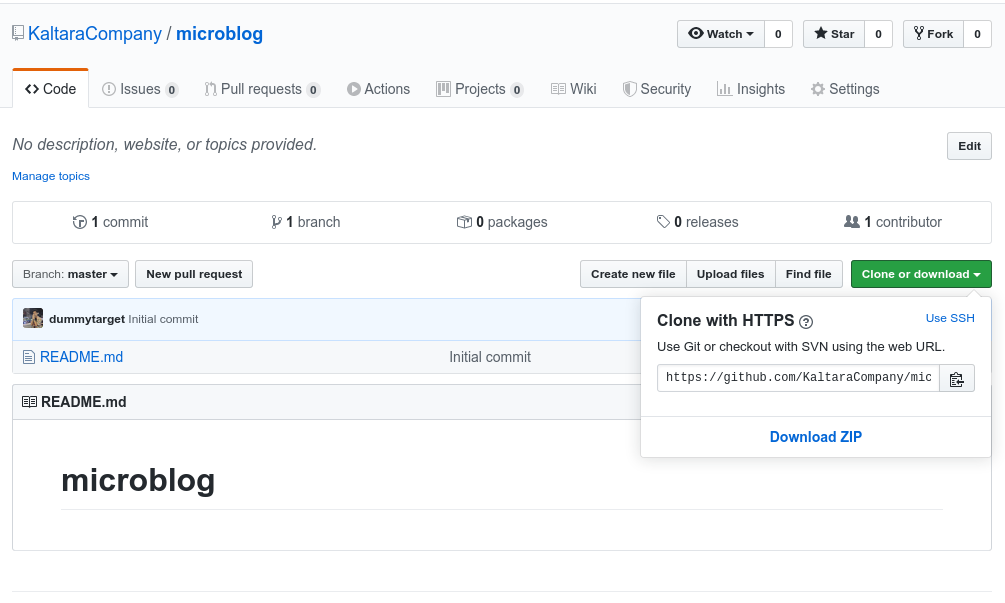 KaltaraCompany / microblog
Watch 0 Star 0 Fork 0
Code Issues 0 Pull requests 0 Actions Projects 0 Wiki Security Insights Settings
No description, website, or topics provided.
Edit
Manage topics
1 commit 1 branch 0 packages 0 releases 1 contributor
Branch: master New pull request Create new file Upload files Find file Clone or download
dummytarget Initial commit
README.md Initial commit
Clone with HTTPS ? Use SSH
Use Git or checkout with SVN using the web URL.
https://github.com/KaltaraCompany/mic
Download ZIP
README.md
microblog